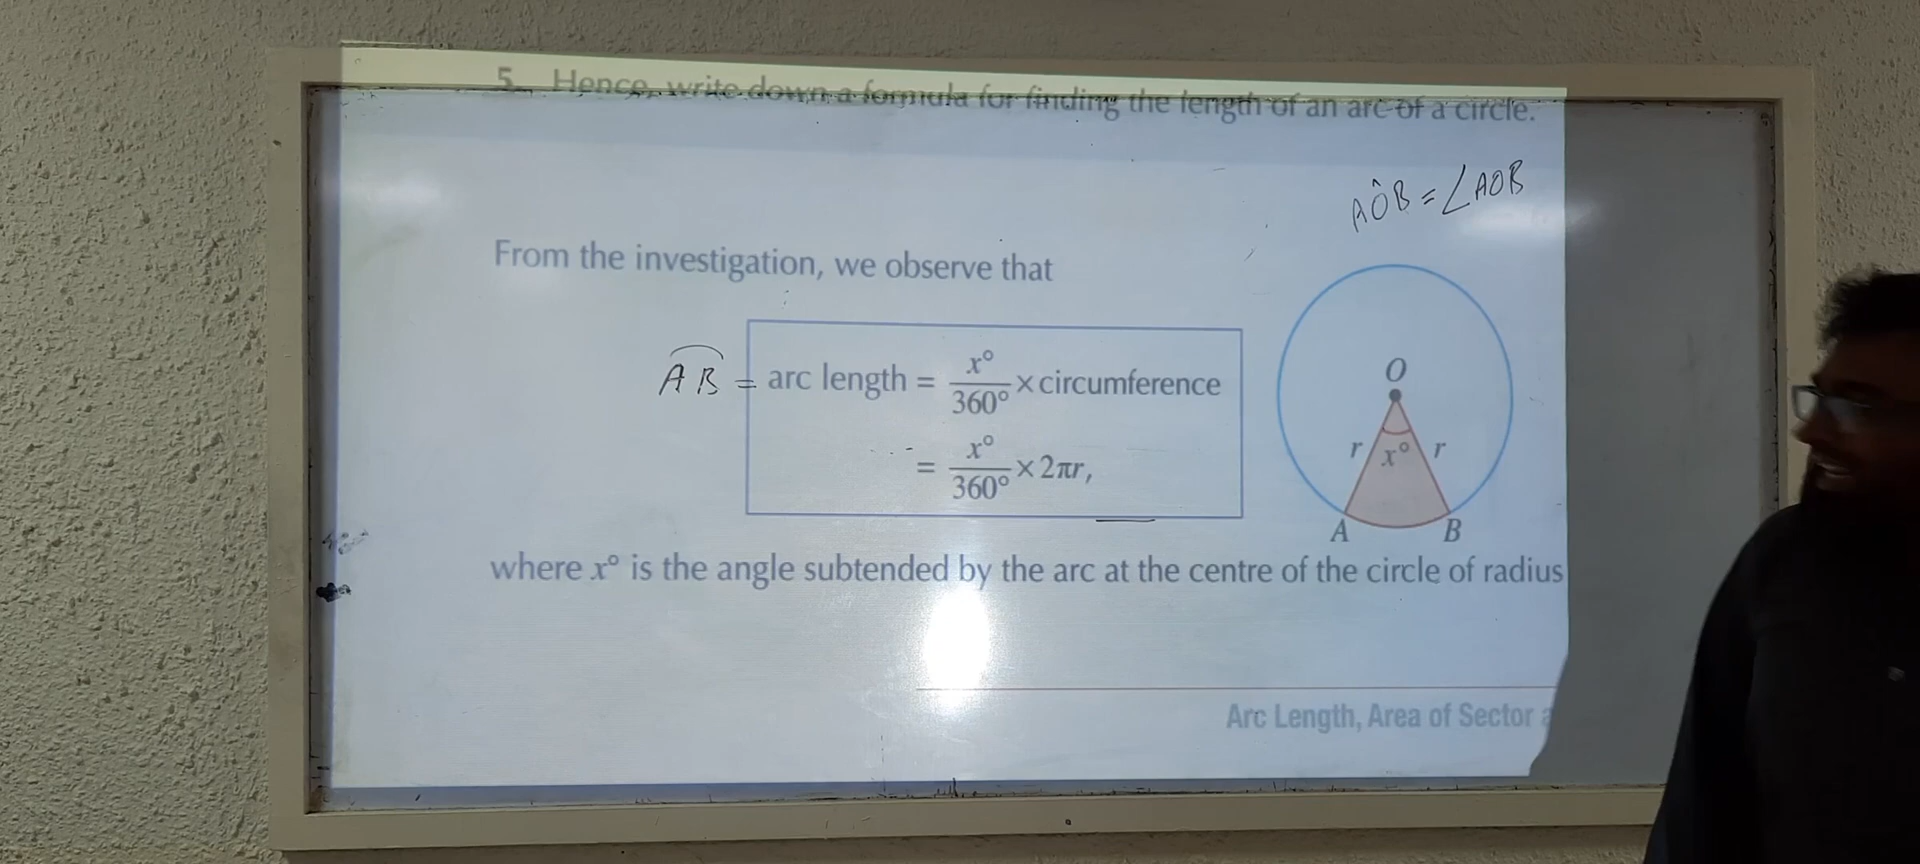 5. Hence, write down a formula for finding the length of an arc of a circle.
AÔB = ∠AOB
From the investigation, we observe that
A͡B = arc length = x°/360° × circumference
= x°/360° × 2πr,
O
r x° r
A B
where x° is the angle subtended by the arc at the centre of the circle of radius
Arc Length, Area of Sector